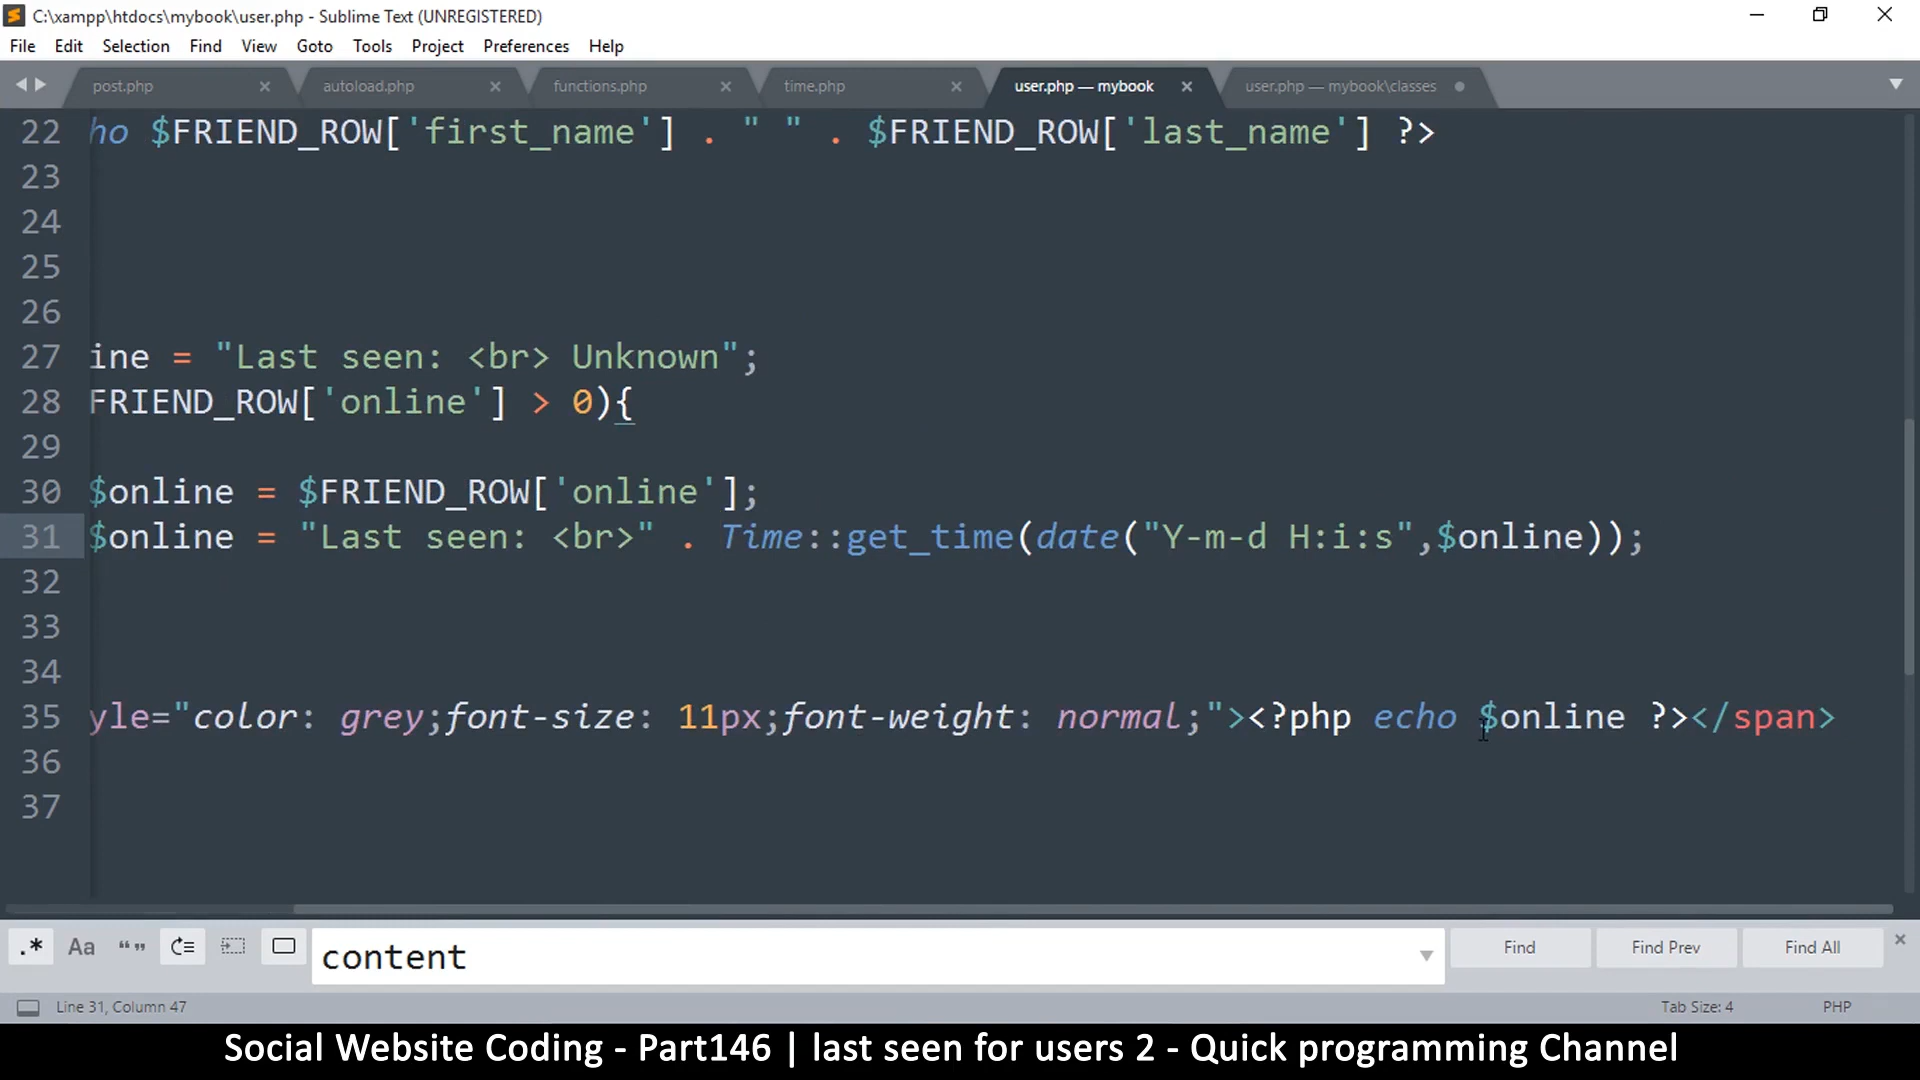 C:\xampp\htdocs\mybook\user.php - Sublime Text (UNREGISTERED)
File Edit Selection Find View Goto Tools Project Preferences Help
post.php autoload.php functions.php time.php user.php — mybook user.php — mybook\classes
22 ho $FRIEND_ROW['first_name'] . " " . $FRIEND_ROW['last_name'] ?>
23
24
25
26
27 ine = "Last seen: <br> Unknown";
28 FRIEND_ROW['online'] > 0){
29
30 $online = $FRIEND_ROW['online'];
31 $online = "Last seen: <br>" . Time::get_time(date("Y-m-d H:i:s",$online));
32
33
34
35 yle="color: grey;font-size: 11px;font-weight: normal;"><?php echo $online ?></span>
36
37
.* Aa “” content Find Find Prev Find All
Line 31, Column 47 Tab Size: 4 PHP
Social Website Coding - Part146 | last seen for users 2 - Quick programming Channel